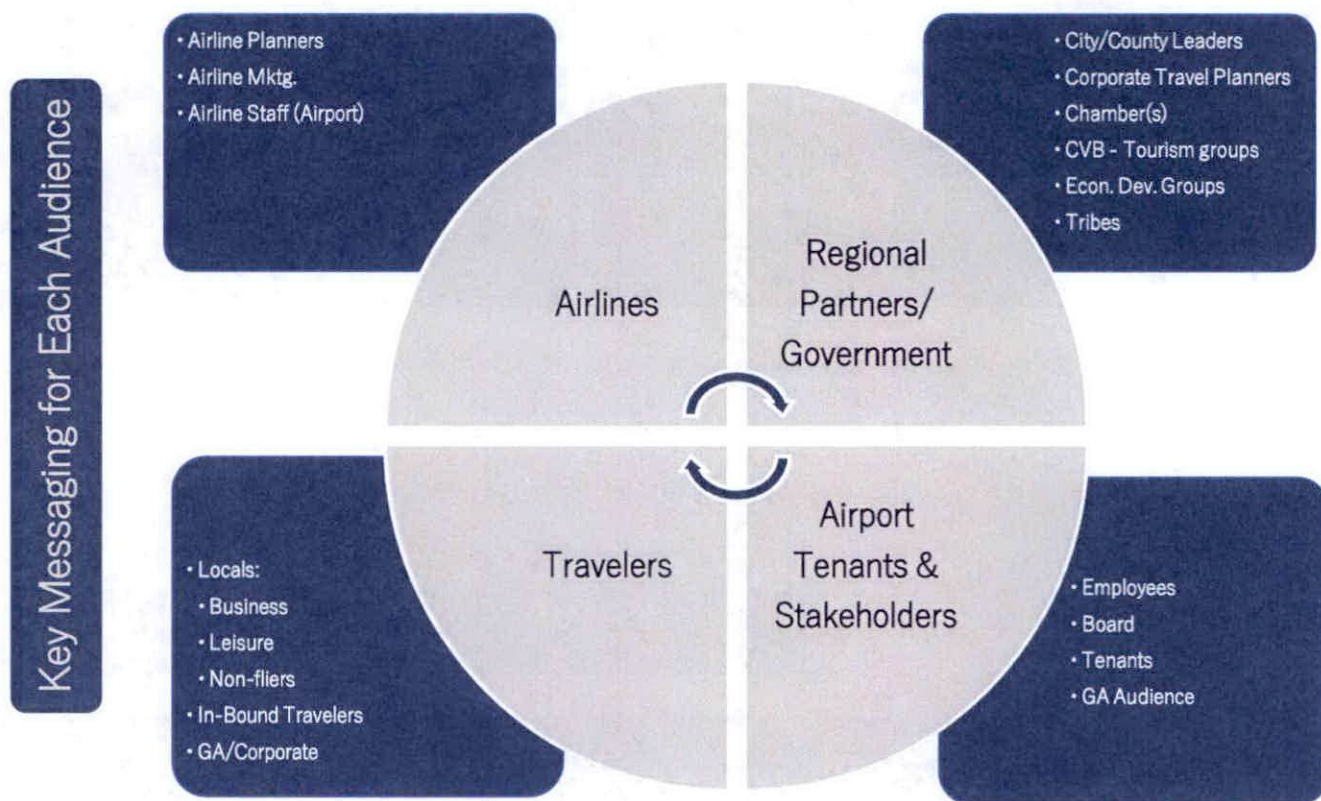 Key Messaging for Each Audience
• Airline Planners
• Airline Mktg.
• Airline Staff (Airport)
• City/County Leaders
• Corporate Travel Planners
• Chamber(s)
• CVB - Tourism groups
• Econ. Dev. Groups
• Tribes
Airlines
Regional
Partners/
Government
Travelers
Airport
Tenants &
Stakeholders
• Locals:
• Business
• Leisure
• Non-fliers
• In-Bound Travelers
• GA/Corporate
• Employees
• Board
• Tenants
• GA Audience